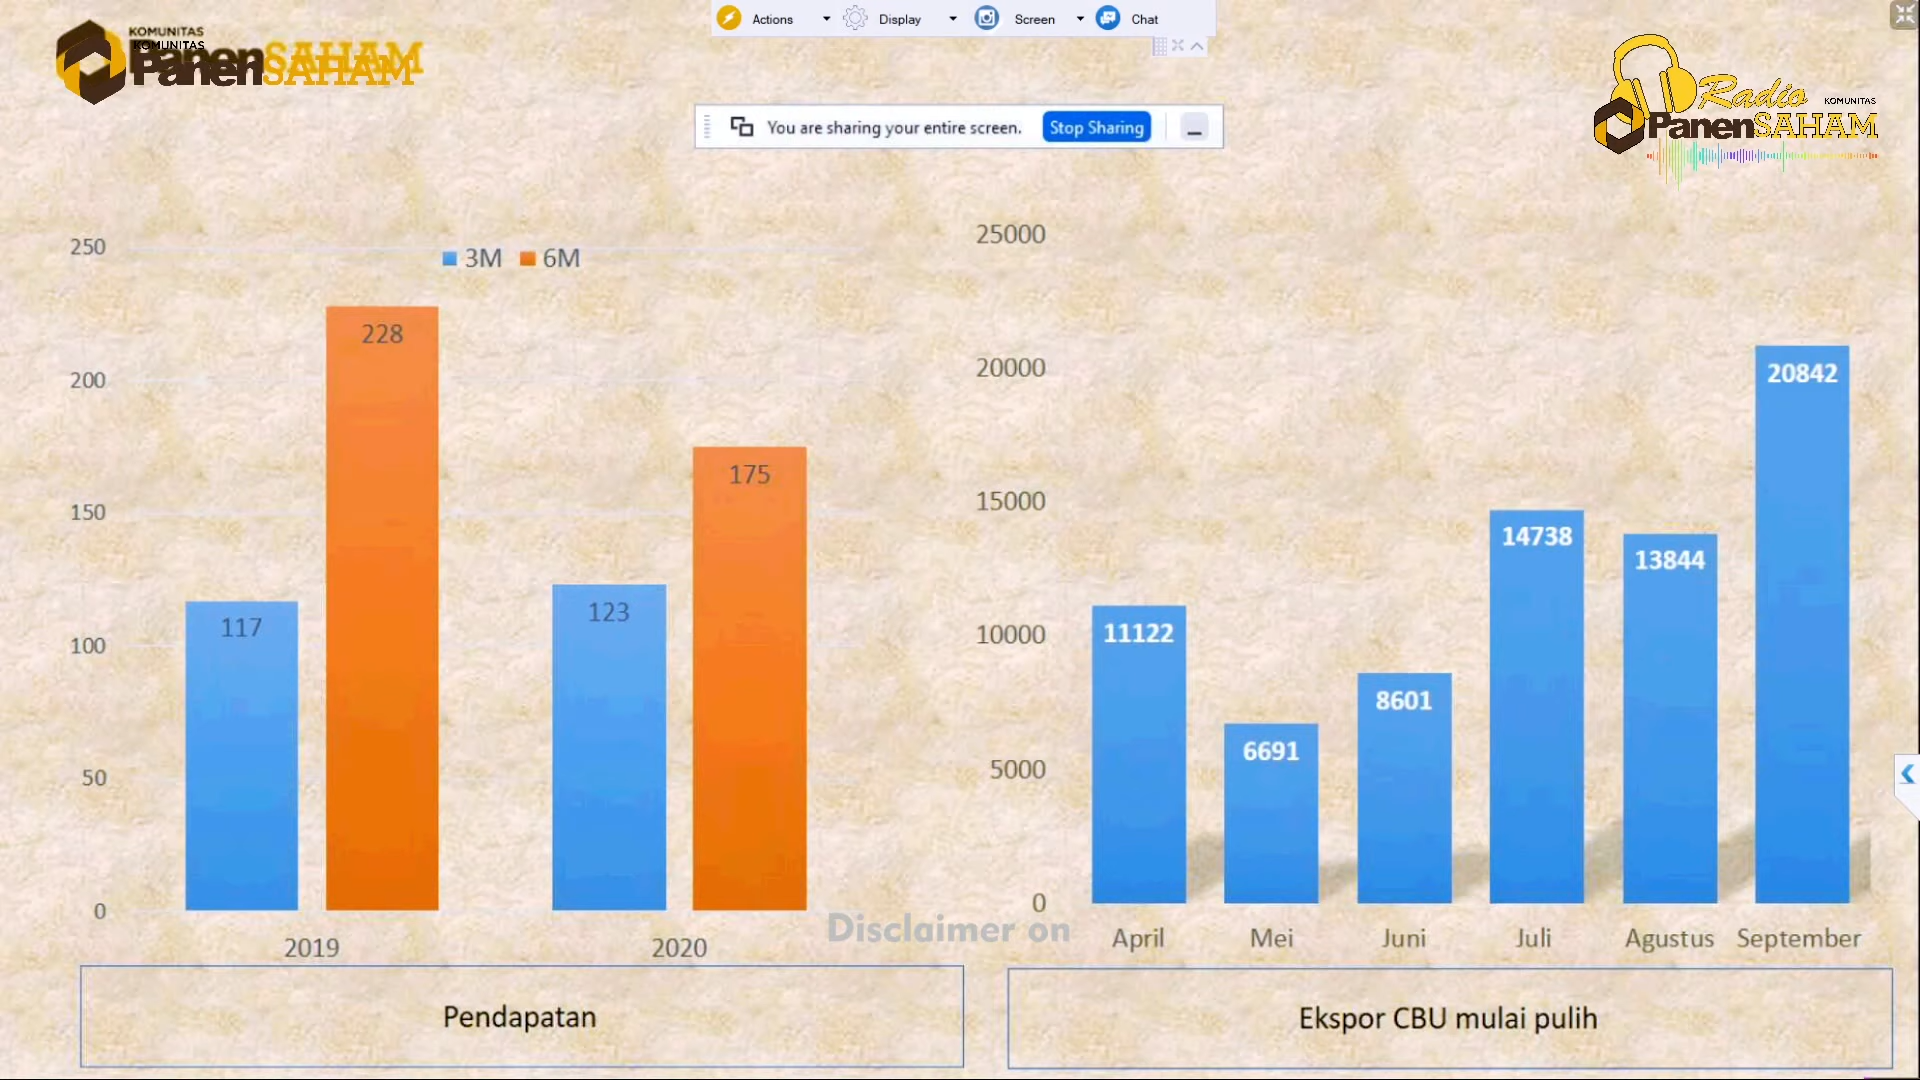 Actions
Display
Screen
Chat
KOMUNITAS
KOMUNITAS
PanenSAHAM
PanenSAHAM
Radio
KOMUNITAS
PanenSAHAM
You are sharing your entire screen.
Stop Sharing
3M 6M
250
200
150
100
50
0
117
228
123
175
2019
2020
Pendapatan
25000
20000
15000
10000
5000
0
11122
6691
8601
14738
13844
20842
April
Mei
Juni
Juli
Agustus
September
Ekspor CBU mulai pulih
Disclaimer on